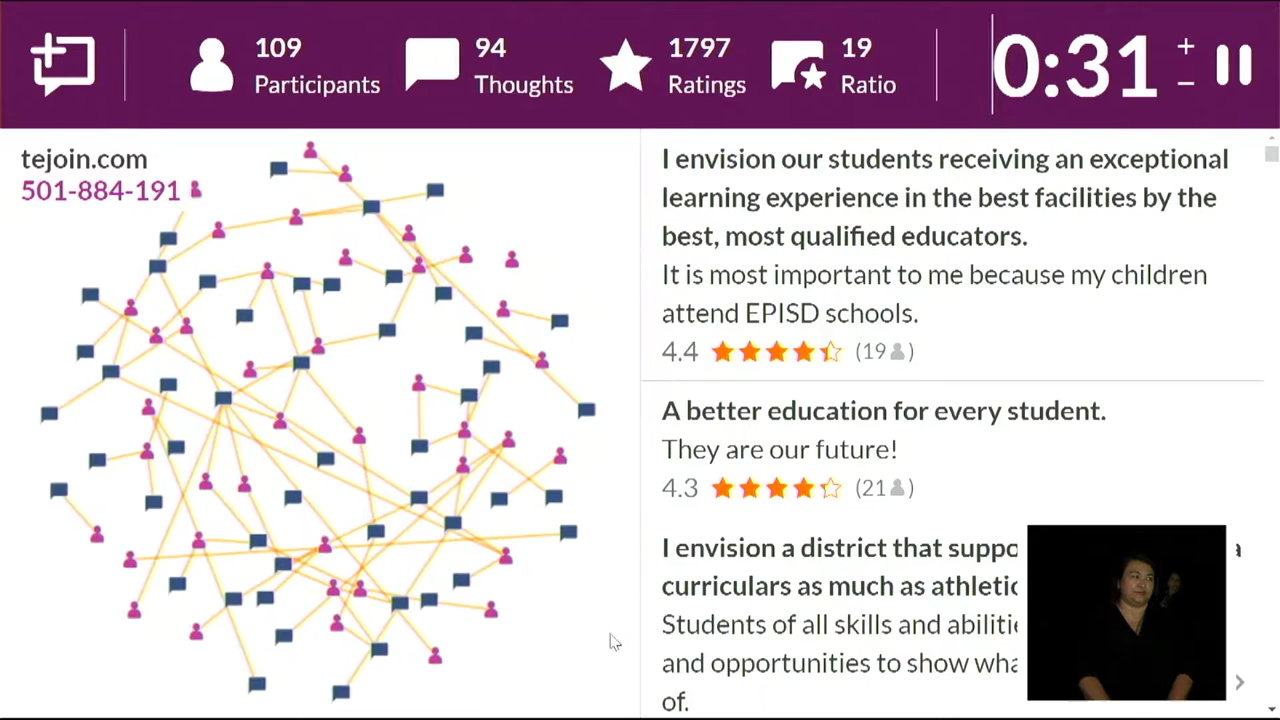 109
Participants
94
Thoughts
1797
Ratings
19
Ratio
0:31
+
−
tejoin.com
501-884-191
I envision our students receiving an exceptional
learning experience in the best facilities by the
best, most qualified educators.
It is most important to me because my children
attend EPISD schools.
4.4 (19)
A better education for every student.
They are our future!
4.3 (21)
I envision a district that
curriculars as much as
Students of all skills and
and opportunities to show
of.